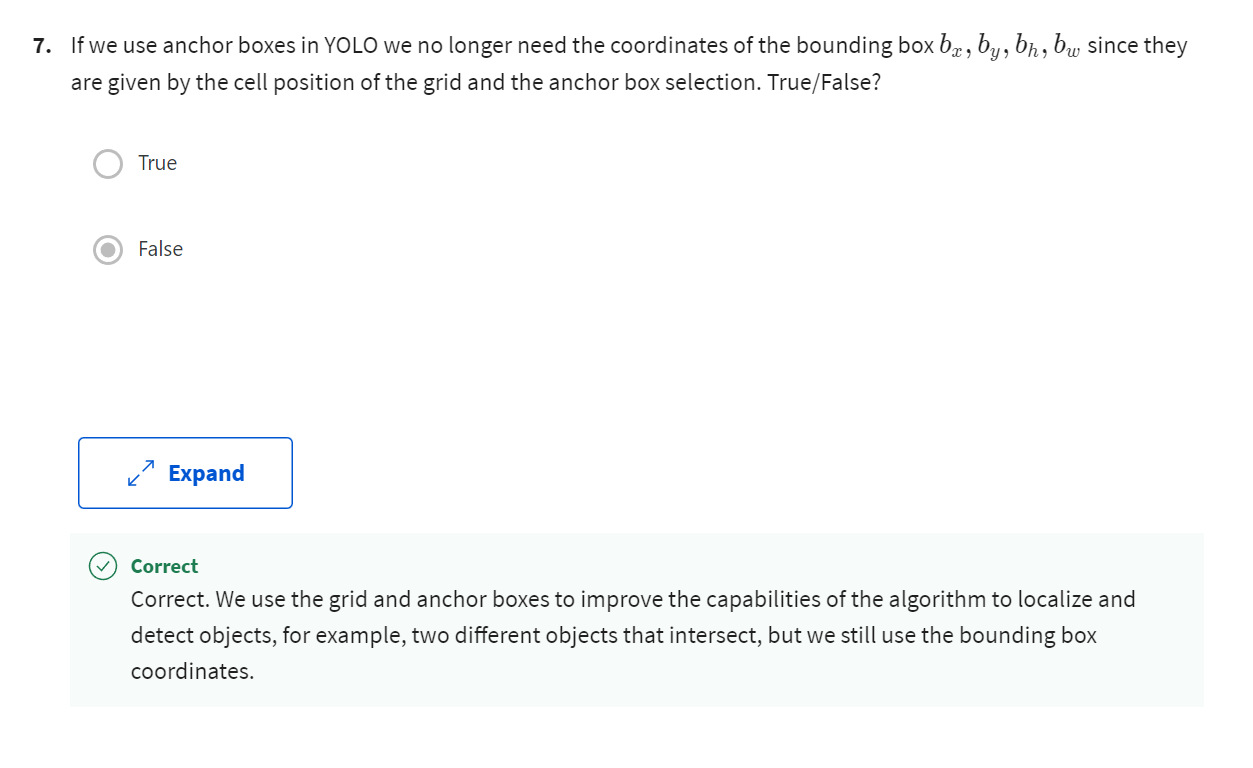 7. If we use anchor boxes in YOLO we no longer need the coordinates of the bounding box bₓ, b_y, b_h, b_w since they
are given by the cell position of the grid and the anchor box selection. True/False?
True
False
Expand
Correct
Correct. We use the grid and anchor boxes to improve the capabilities of the algorithm to localize and
detect objects, for example, two different objects that intersect, but we still use the bounding box
coordinates.